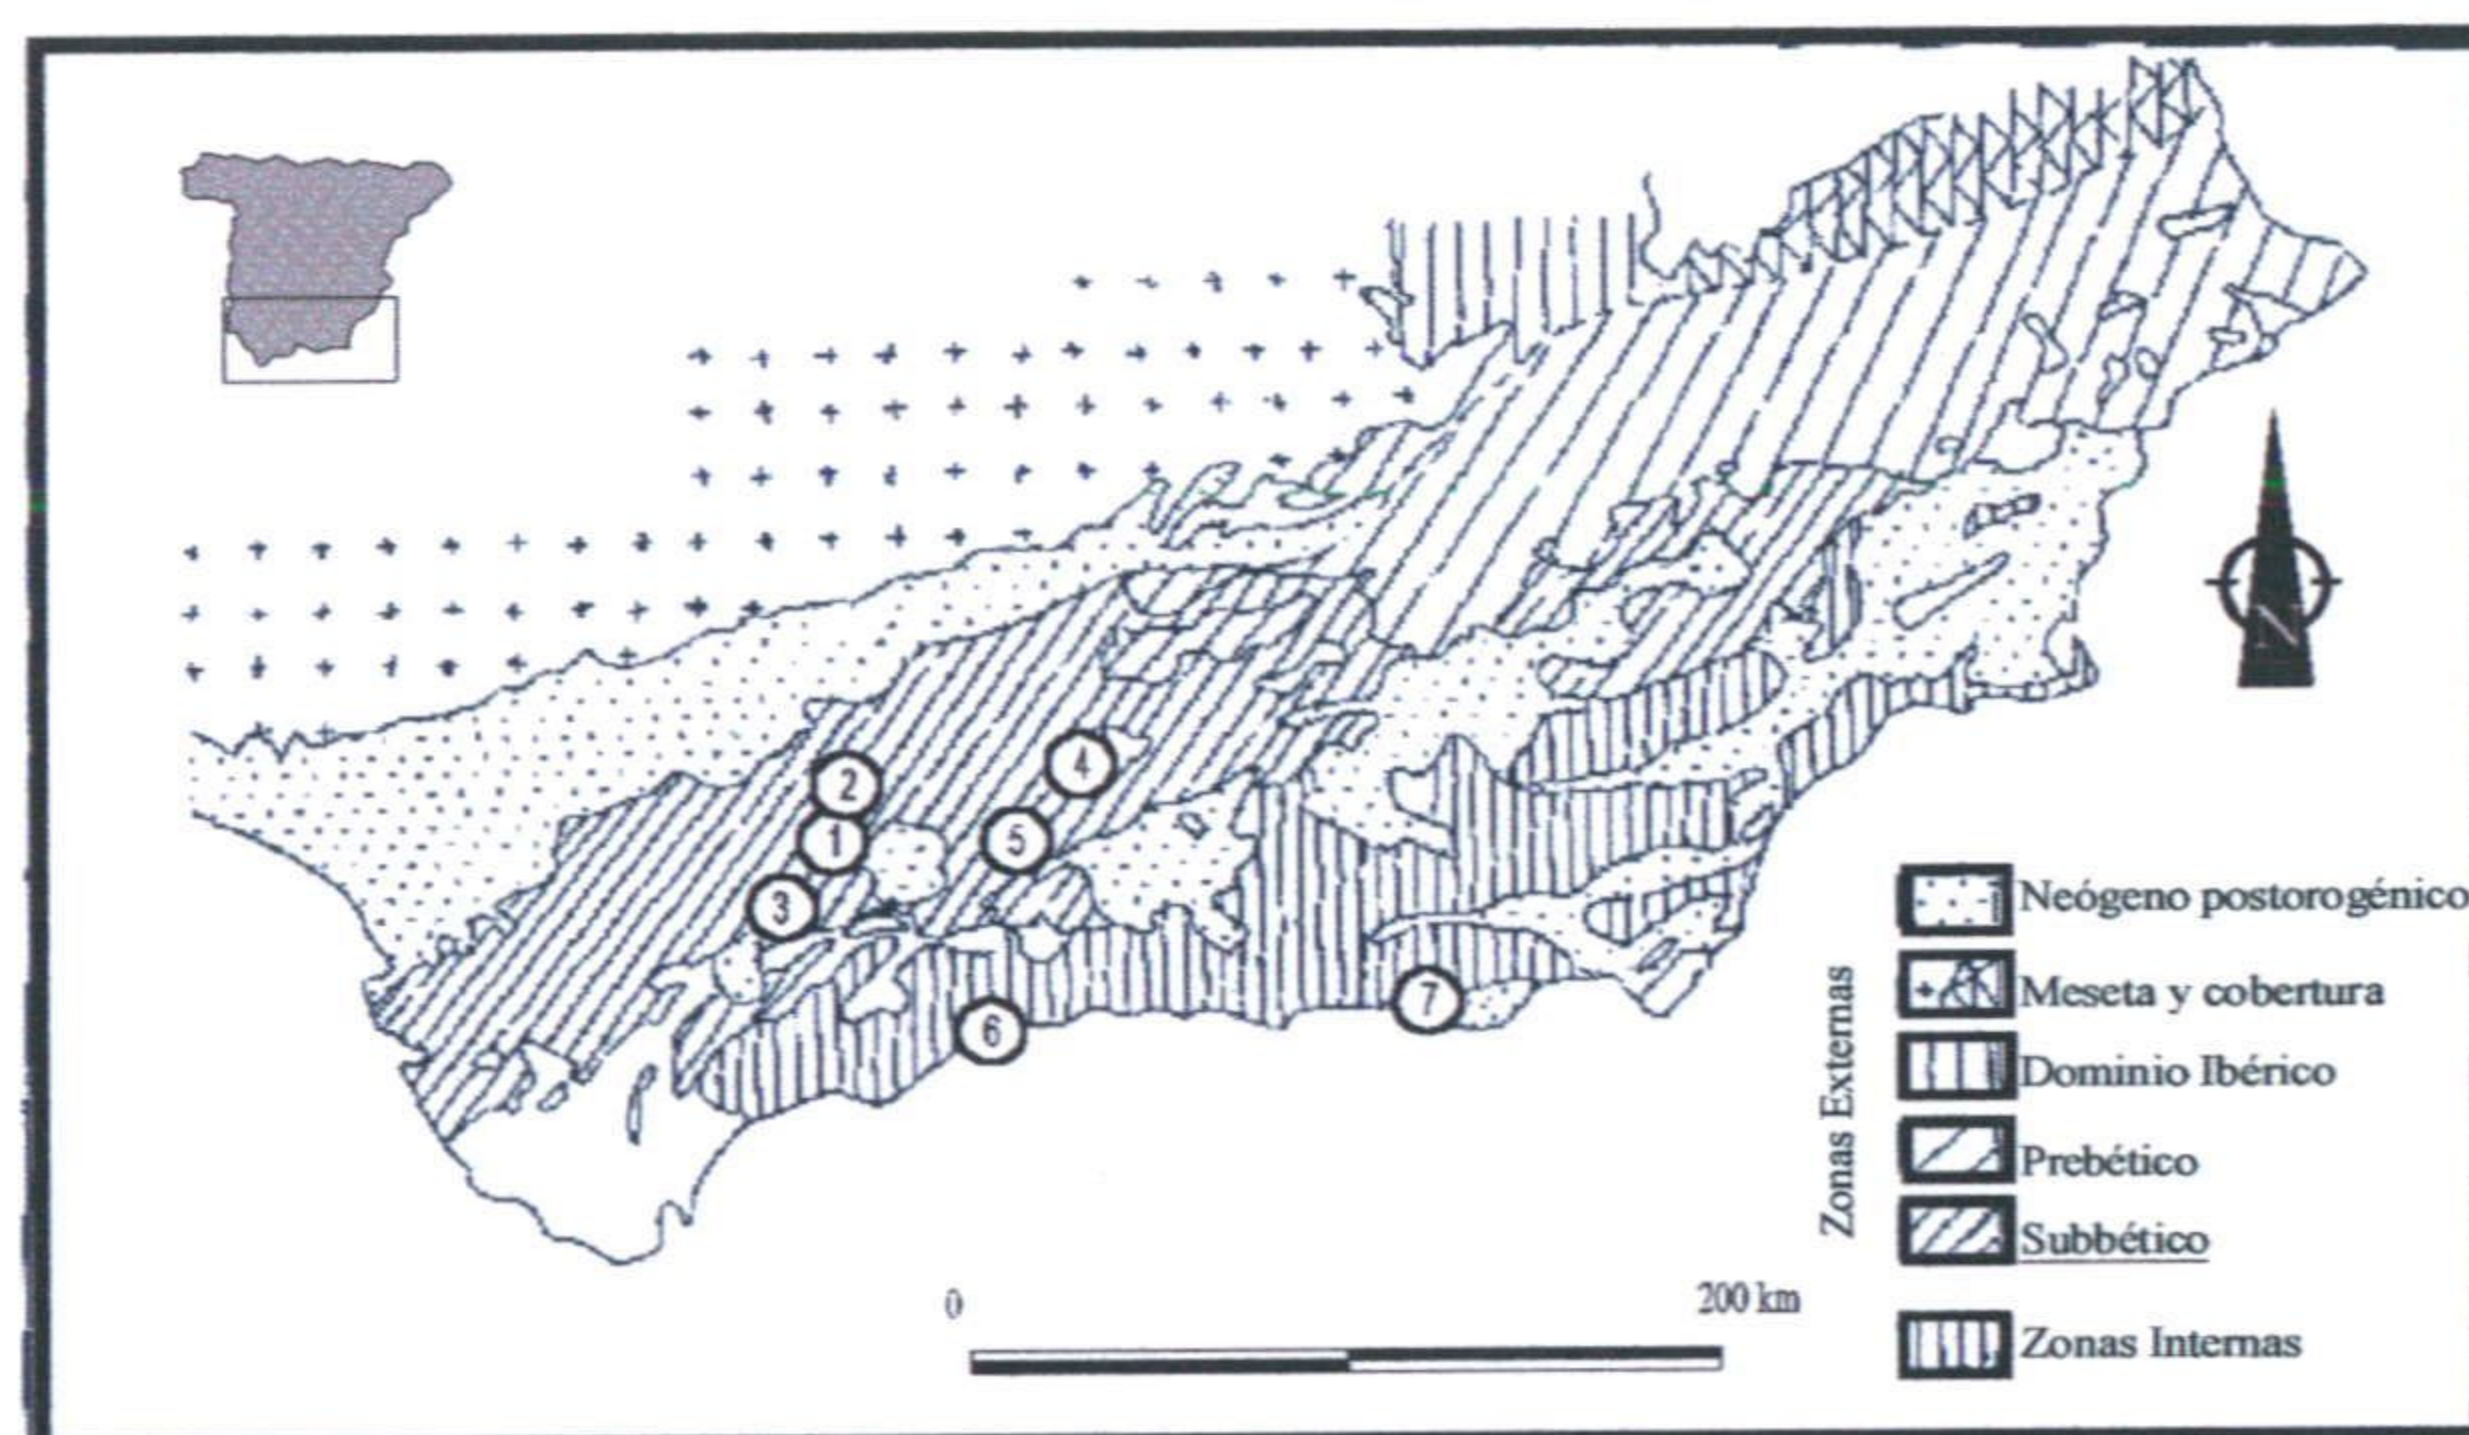 2
4
1
5
3
7
6
N
Zonas Externas
Neógeno postorogénico
Meseta y cobertura
Dominio Ibérico
Prebético
Subbético
Zonas Internas
0
200 km